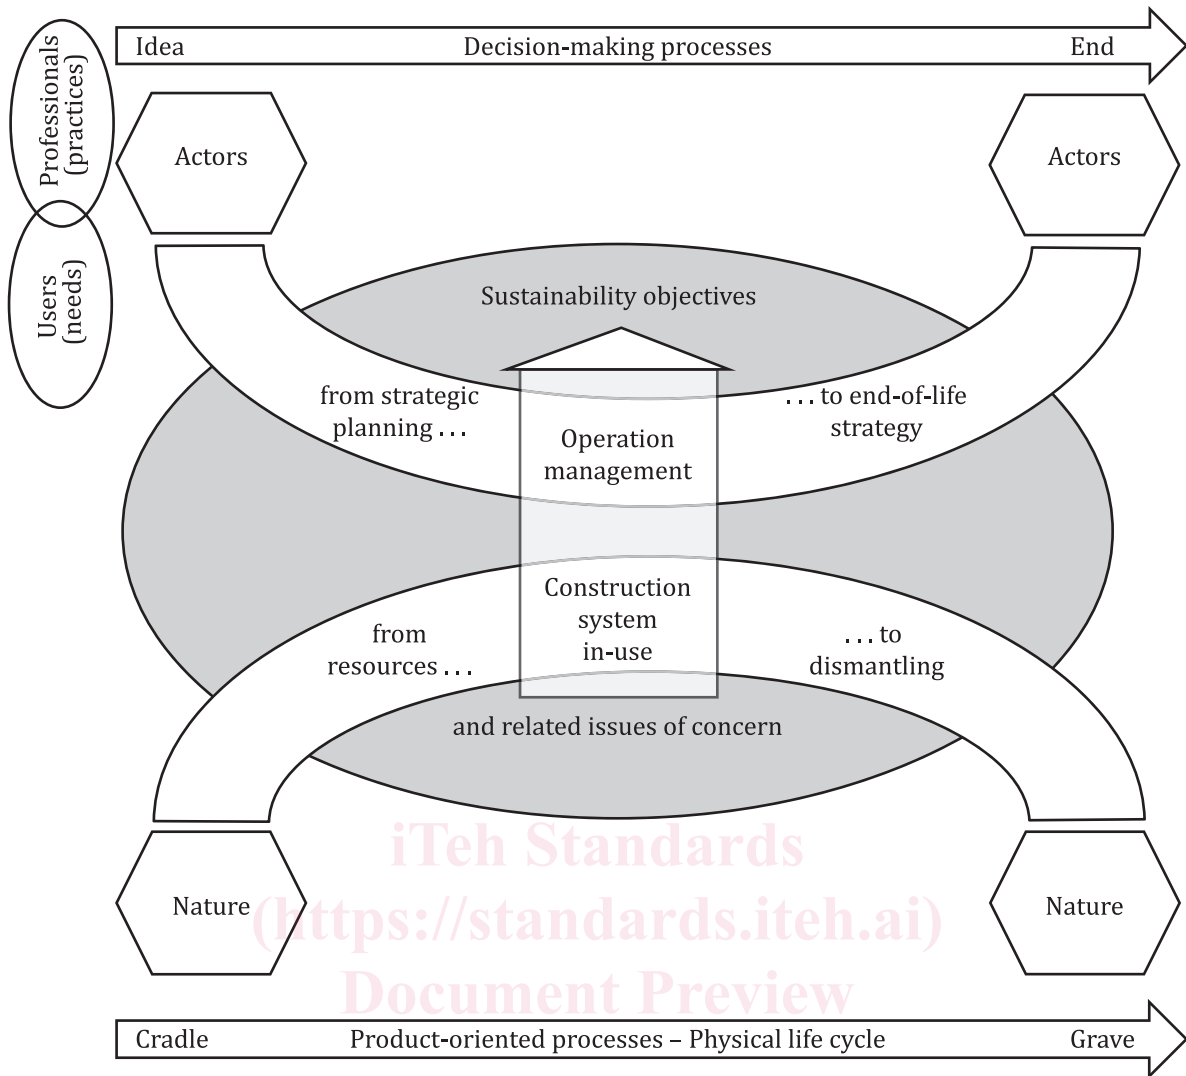 Idea Decision-making processes End
Professionals
(practices)
Users
(needs)
Actors
Actors
Sustainability objectives
from strategic
planning ...
... to end-of-life
strategy
Operation
management
Construction
system
in-use
from
resources ...
... to
dismantling
and related issues of concern
iTeh Standards
(https://standards.iteh.ai)
Document Preview
Nature
Nature
Cradle Product-oriented processes – Physical life cycle Grave